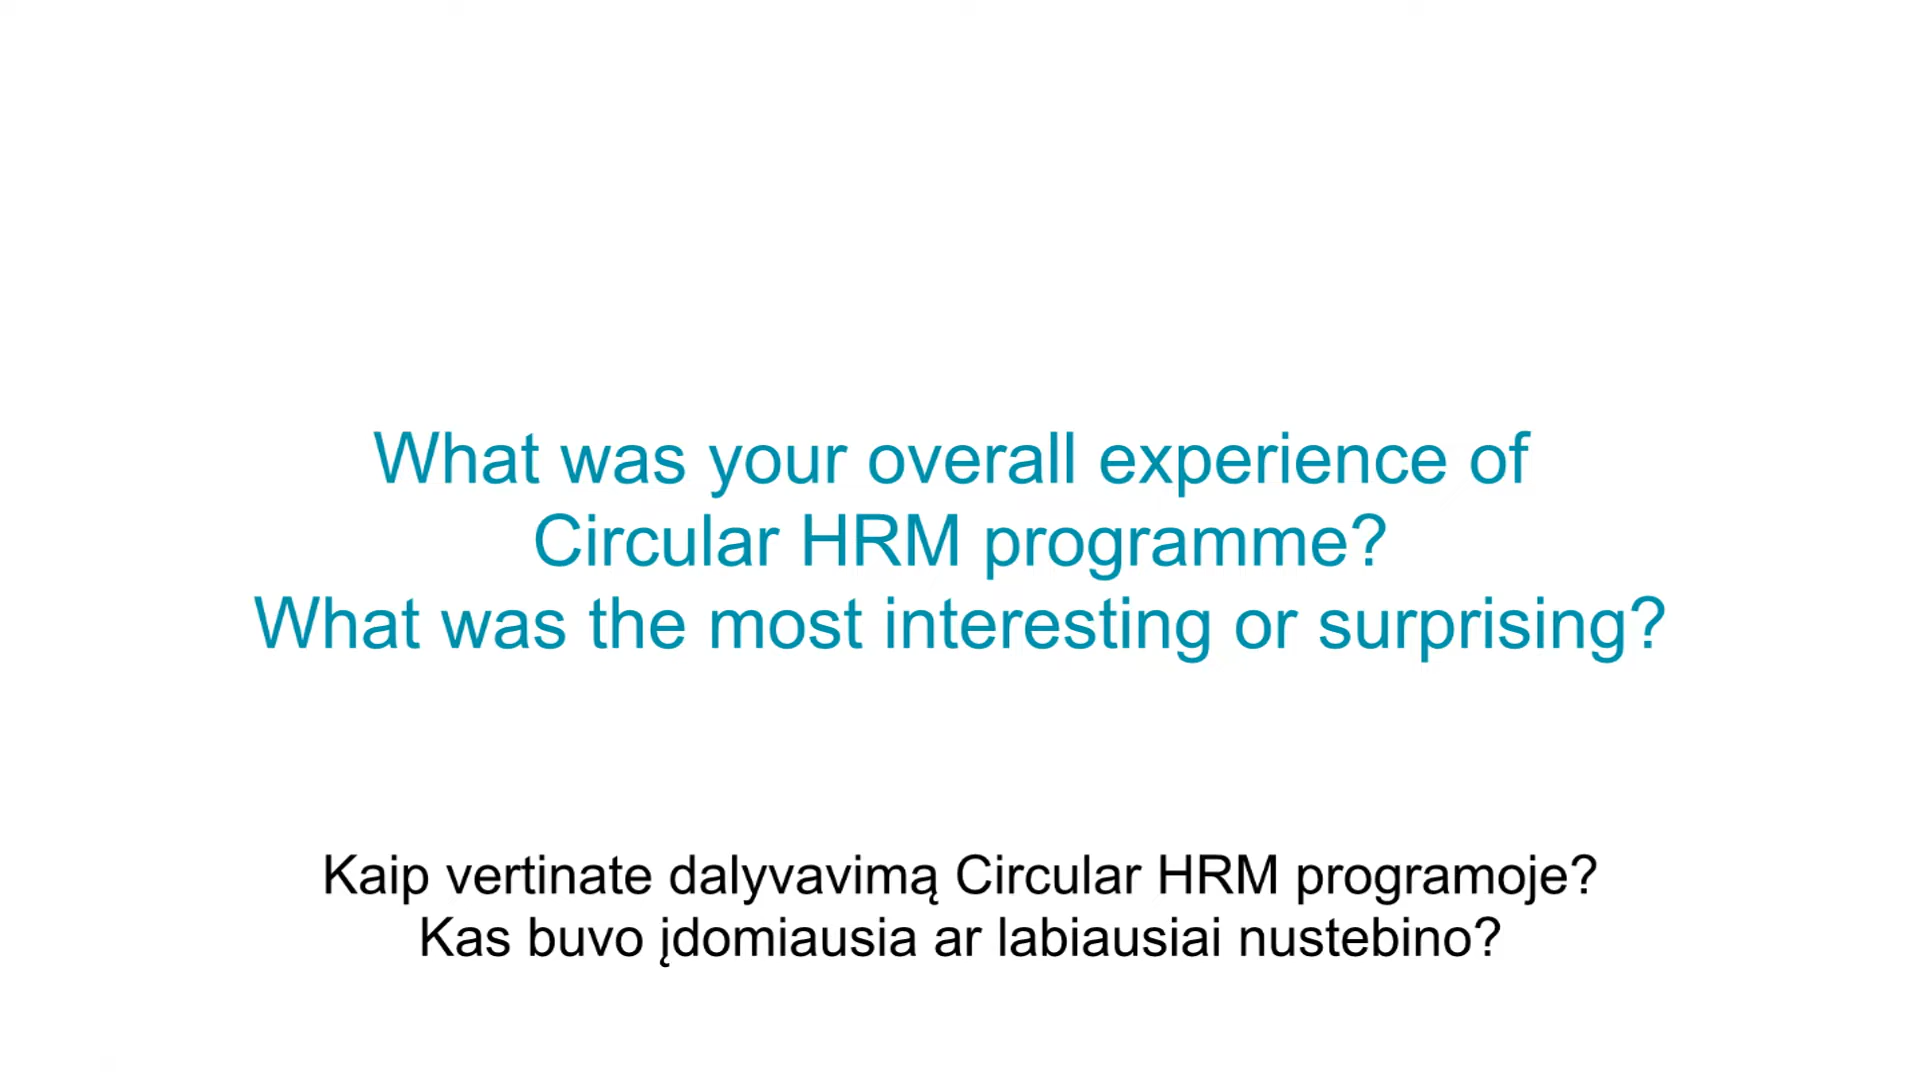 What was your overall experience of
Circular HRM programme?
What was the most interesting or surprising?
Kaip vertinate dalyvavimą Circular HRM programoje?
Kas buvo įdomiausia ar labiausiai nustebino?